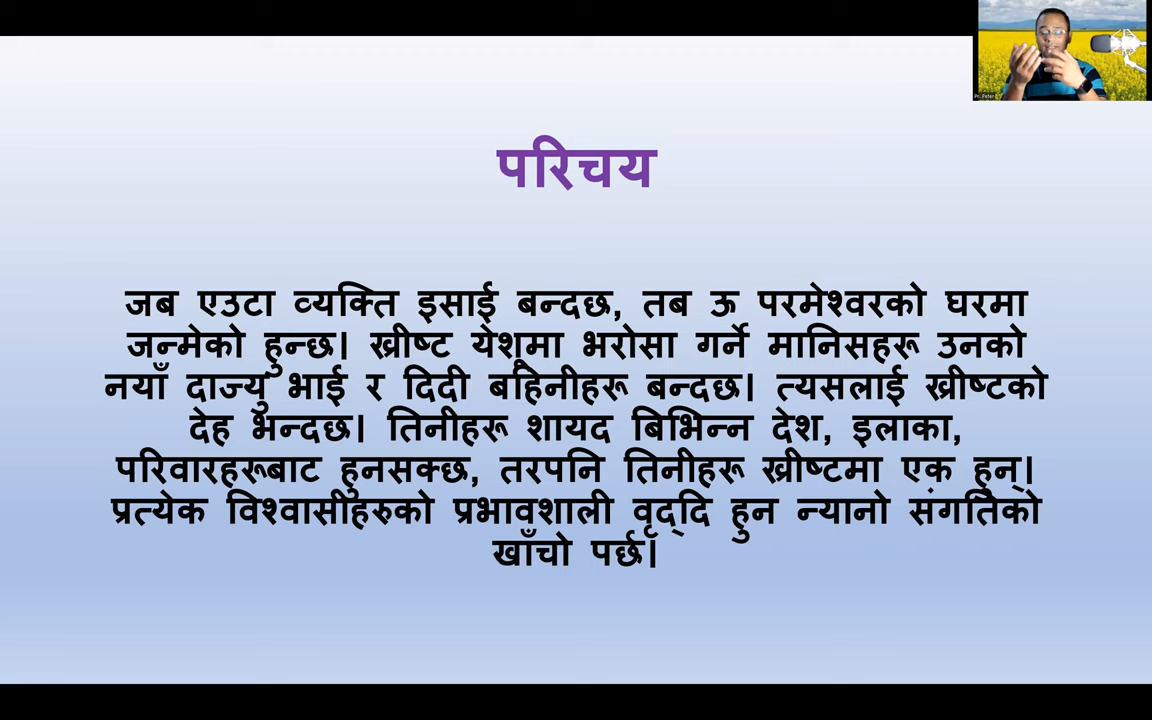 परिचय
जब एउटा व्यक्ति इसाई बन्दछ, तब ऊ परमेश्वरको घरमा
जन्मेको हुन्छ। ख्रीष्ट येशूमा भरोसा गर्ने मानिसहरू उनको
नयाँ दाज्यु भाई र दिदी बहिनीहरू बन्दछ। त्यसलाई ख्रीष्टको
देह भन्दछ। तिनीहरू शायद बिभिन्न देश, इलाका,
परिवारहरूबाट हुनसक्छ, तरपनि तिनीहरू ख्रीष्टमा एक हुन्।
प्रत्येक विश्वासीहरुको प्रभावशाली वृद्दि हुन न्यानो संगतिको
खाँचो पर्छ।